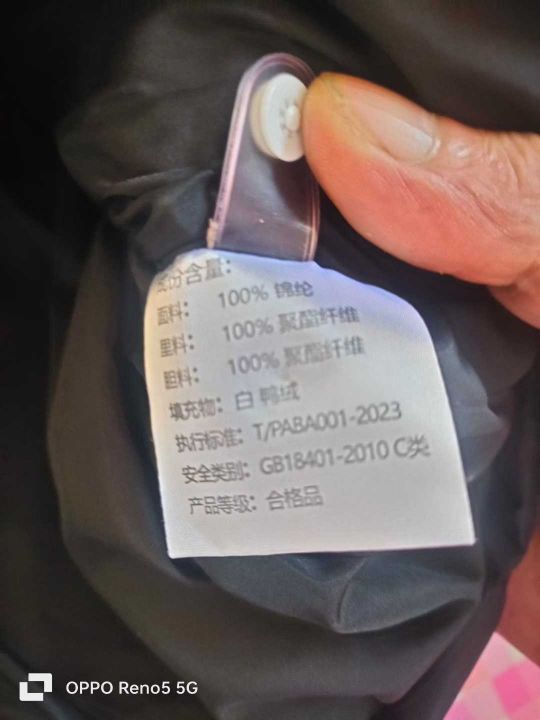 成份含量：
面料： 100% 锦纶
里料： 100% 聚酯纤维
胆料： 100% 聚酯纤维
填充物：白鸭绒
执行标准：T/PABA001-2023
安全类别：GB18401-2010 C类
产品等级：合格品
OPPO Reno5 5G